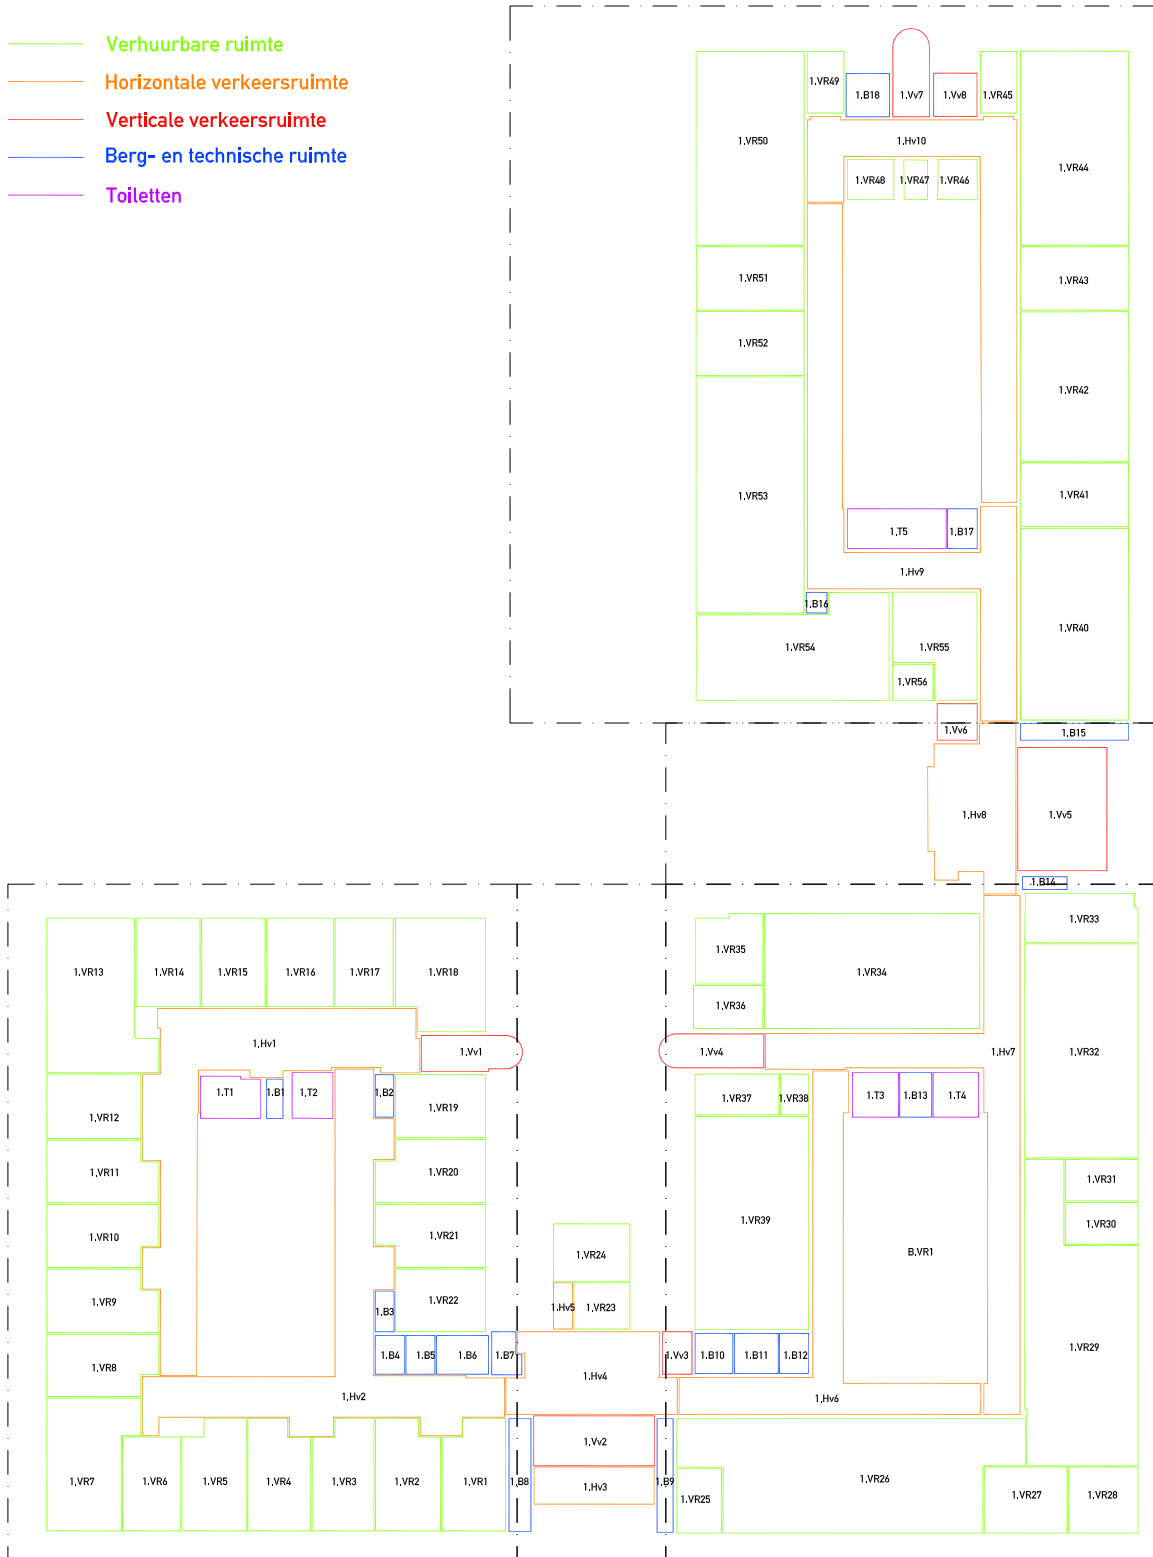 Verhuurbare ruimte
Horizontale verkeersruimte
Verticale verkeersruimte
Berg- en technische ruimte
Toiletten
1.VR49
1.B18
1.Vv7
1.Vv8
1.VR45
1.VR50
1.Hv10
1.VR44
1.VR48
1.VR47
1.VR46
1.VR51
1.VR43
1.VR52
1.VR42
1.VR53
1.VR41
1.T5
1.B17
1.Hv9
1.B16
1.VR40
1.VR54
1.VR55
1.VR56
1.Vv6
1.B15
1.Hv8
1.Vv5
1.B14
1.VR33
1.VR13
1.VR14
1.VR15
1.VR16
1.VR17
1.VR18
1.VR35
1.VR34
1.VR36
1.Hv1
1.Vv1
1.Vv4
1.Hv7
1.VR32
1.T1
1.B1
1.T2
1.B2
1.VR37
1.VR38
1.T3
1.B13
1.T4
1.VR12
1.VR19
1.VR11
1.VR20
1.VR31
1.VR39
1.VR30
1.VR10
1.VR21
1.VR24
B.VR1
1.VR9
1.B3
1.VR22
1.Hv5
1.VR23
1.VR29
1.VR8
1.B4
1.B5
1.B6
1.B7
1.Vv3
1.B10
1.B11
1.B12
1.Hv4
1.Hv2
1.Hv6
1.Vv2
1.VR7
1.VR6
1.VR5
1.VR4
1.VR3
1.VR2
1.VR1
1.B8
1.Hv3
1.B9
1.VR25
1.VR26
1.VR27
1.VR28